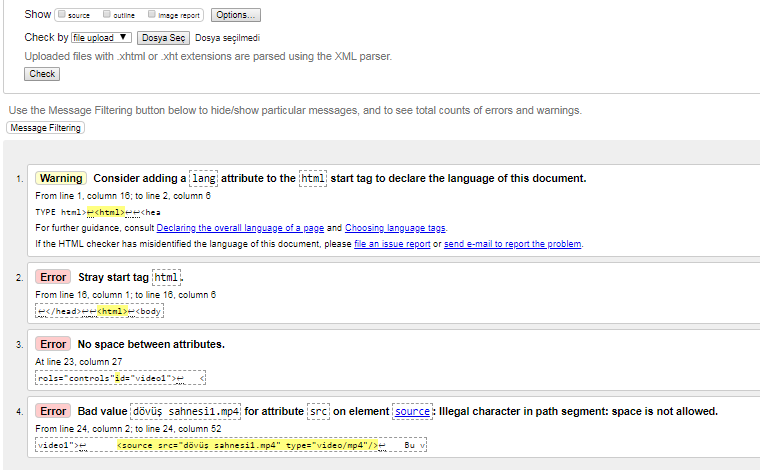 Show source outline image report Options...
Check by file upload ▼ Dosya Seç Dosya seçilmedi
Uploaded files with .xhtml or .xht extensions are parsed using the XML parser.
Check
Use the Message Filtering button below to hide/show particular messages, and to see total counts of errors and warnings.
Message Filtering
1. Warning Consider adding a lang attribute to the html start tag to declare the language of this document.
From line 1, column 16; to line 2, column 6
TYPE html>↩<html>↩↩<hea
For further guidance, consult Declaring the overall language of a page and Choosing language tags.
If the HTML checker has misidentified the language of this document, please file an issue report or send e-mail to report the problem.
2. Error Stray start tag html.
From line 16, column 1; to line 16, column 6
↩</head>↩↩<html>↩<body
3. Error No space between attributes.
At line 23, column 27
rols="controls"id="video1">↩ <
4. Error Bad value dövüş sahnesi1.mp4 for attribute src on element source: Illegal character in path segment: space is not allowed.
From line 24, column 2; to line 24, column 52
video1">↩ <source src="dövüş sahnesi1.mp4" type="video/mp4"/>↩ Bu v